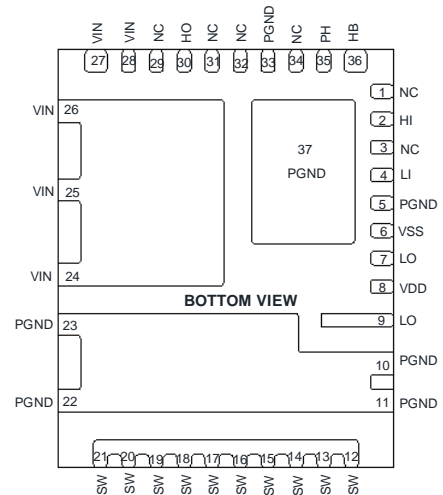 VIN VIN NC HO NC NC PGND NC PH HB
27 28 29 30 31 32 33 34 35 36
1 NC
VIN 26
2 HI
3 NC
37
PGND
4 LI
VIN 25
5 PGND
6 VSS
7 LO
VIN 24
8 VDD
BOTTOM VIEW
PGND 23
9 LO
10 PGND
PGND 22
11 PGND
21 20 19 18 17 16 15 14 13 12
SW SW SW SW SW SW SW SW SW SW